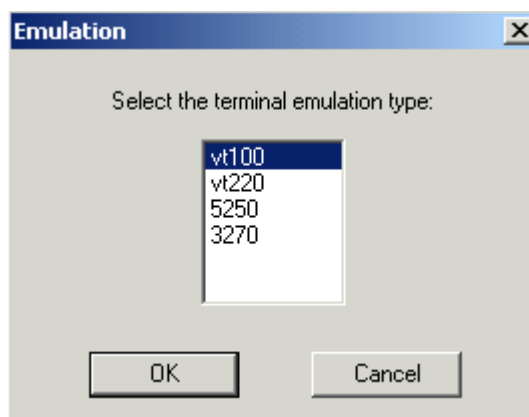 Emulation
Select the terminal emulation type:
vt100
vt220
5250
3270
OK
Cancel